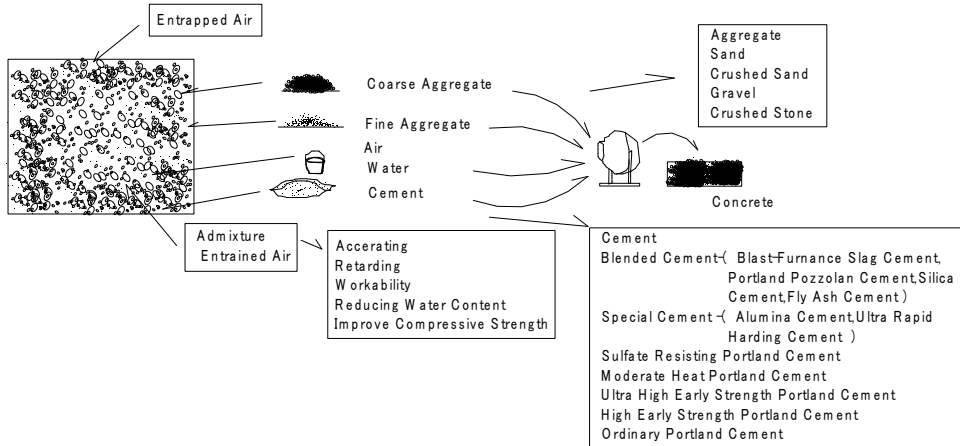 Entrapped Air
Aggregate
Sand
Crushed Sand
Gravel
Crushed Stone
Coarse Aggregate
Fine Aggregate
Air
Water
Cement
Concrete
Admixture
Entrained Air
Accerating
Retarding
Workability
Reducing Water Content
Improve Compressive Strength
Cement
Blended Cement-( Blast-Furnance Slag Cement,
Portland Pozzolan Cement,Silica
Cement,Fly Ash Cement )
Special Cement-( Alumina Cement,Ultra Rapid
Harding Cement )
Sulfate Resisting Portland Cement
Moderate Heat Portland Cement
Ultra High Early Strength Portland Cement
High Early Strength Portland Cement
Ordinary Portland Cement